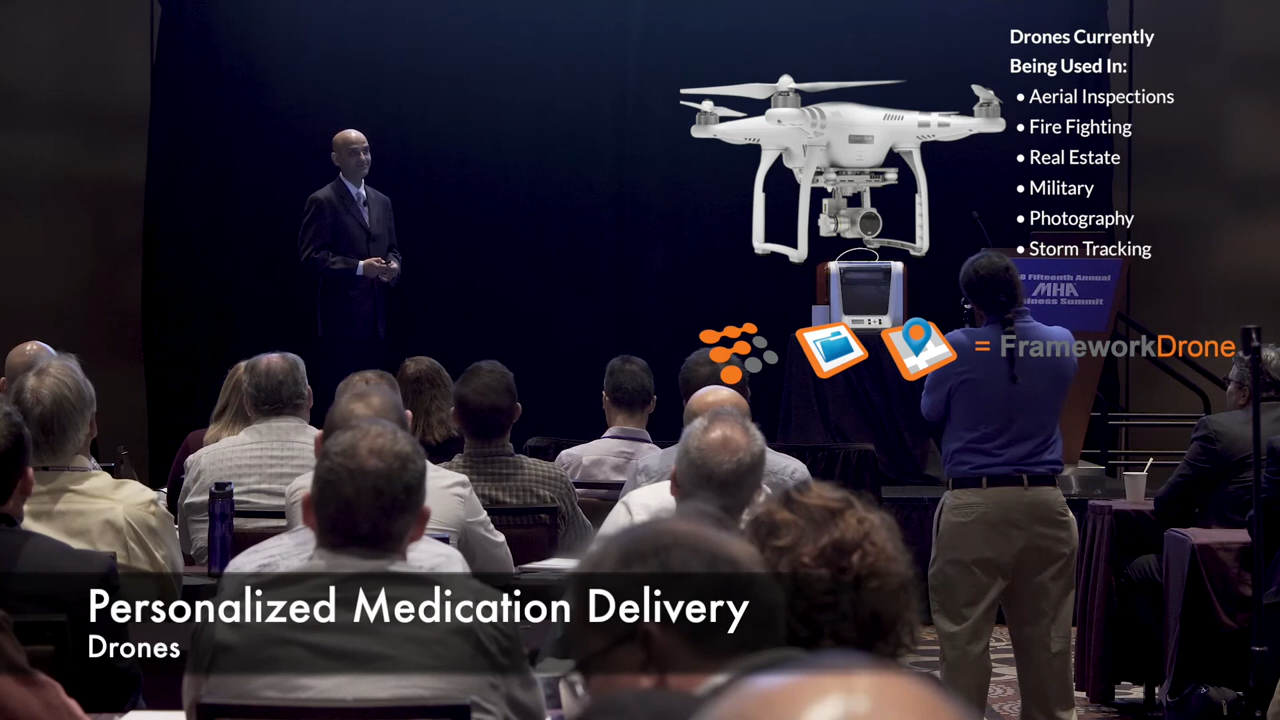 Drones Currently
Being Used In:
• Aerial Inspections
• Fire Fighting
• Real Estate
• Military
• Photography
• Storm Tracking
Fifteenth Annual
MHA
Business Summit
= FrameworkDrone
Personalized Medication Delivery
Drones